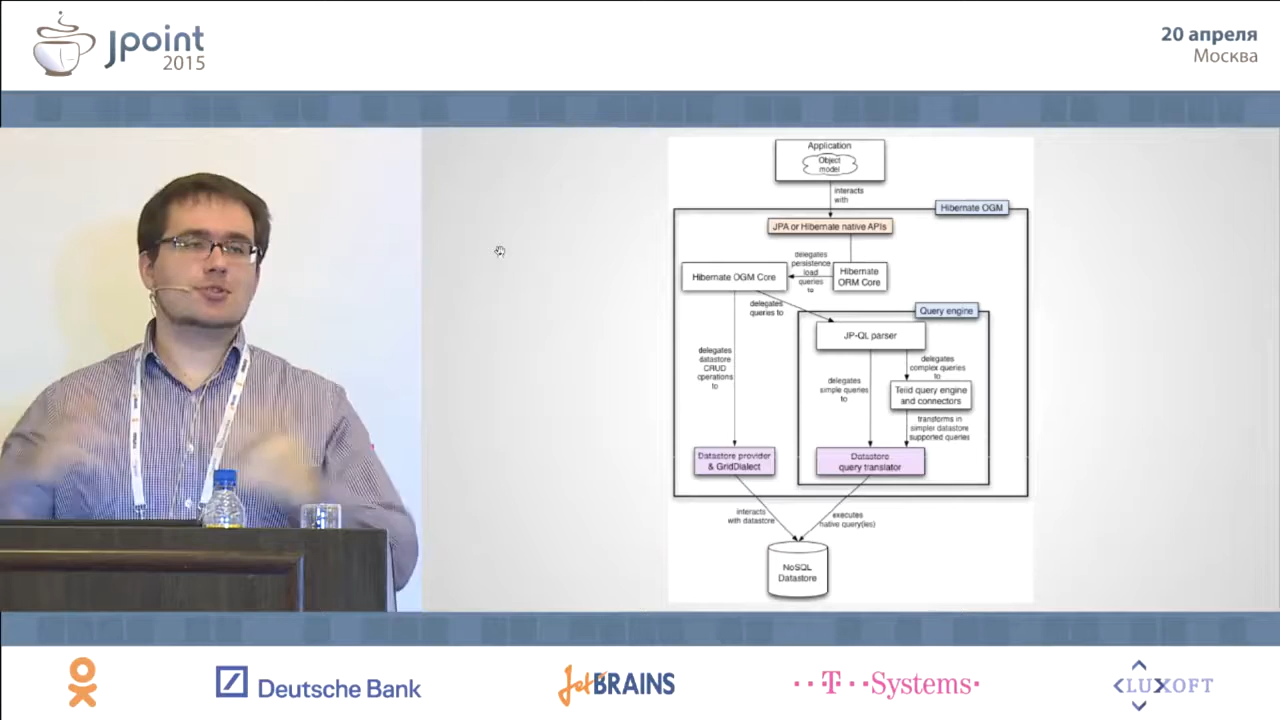 Jpoint
2015
20 апреля
Москва
Application
Object
model
interacts
with
Hibernate OGM
JPA or Hibernate native APIs
delegates
persistence
load
queries
to
Hibernate OGM Core
Hibernate
ORM Core
delegates
queries to
Query engine
JP-QL parser
delegates
datastore
CRUD
operations
to
delegates
simple queries
to
delegates
complex queries
to
Teiid query engine
and connectors
transforms in
simpler datastore
supported queries
Datastore provider
& GridDialect
Datastore
query translator
interacts
with datastore
executes
native query(ies)
NoSQL
Datastore
Deutsche Bank
JetBRAINS
T Systems
LUXOFT